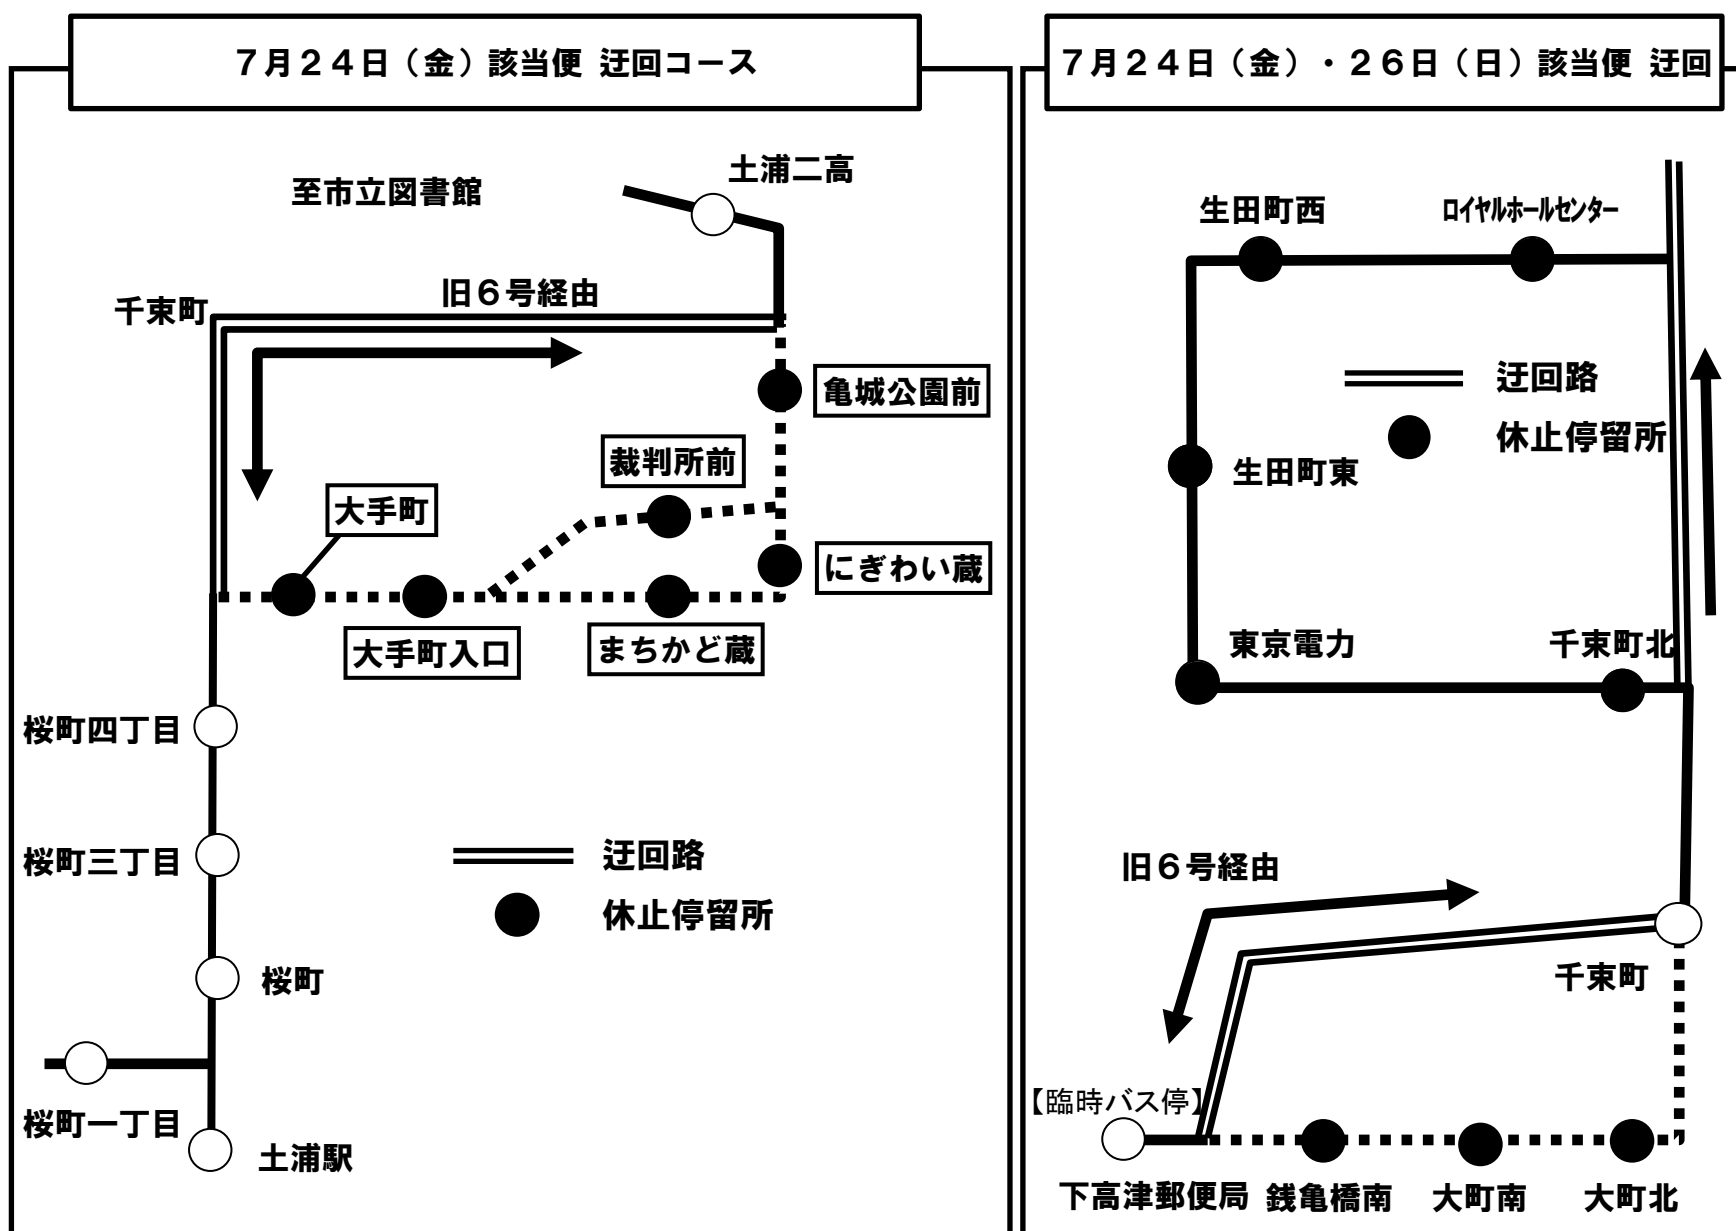 ７月２４日（金）該当便 迂回コース
土浦二高
至市立図書館
旧６号経由
千束町
亀城公園前
裁判所前
大手町
にぎわい蔵
大手町入口
まちかど蔵
桜町四丁目
桜町三丁目
迂回路
休止停留所
桜町
桜町一丁目
土浦駅
７月２４日（金）・２６日（日）該当便 迂回
生田町西
ロイヤルホールセンター
迂回路
休止停留所
生田町東
東京電力
千束町北
旧６号経由
千束町
【臨時バス停】
下高津郵便局
銭亀橋南
大町南
大町北